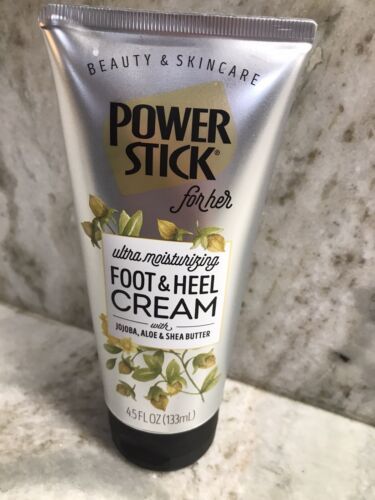 BEAUTY & SKINCARE
POWER
STICK®
for her
ultra moisturizing
FOOT & HEEL
CREAM
with
JOJOBA, ALOE & SHEA BUTTER
4.5 FL OZ (133mL)